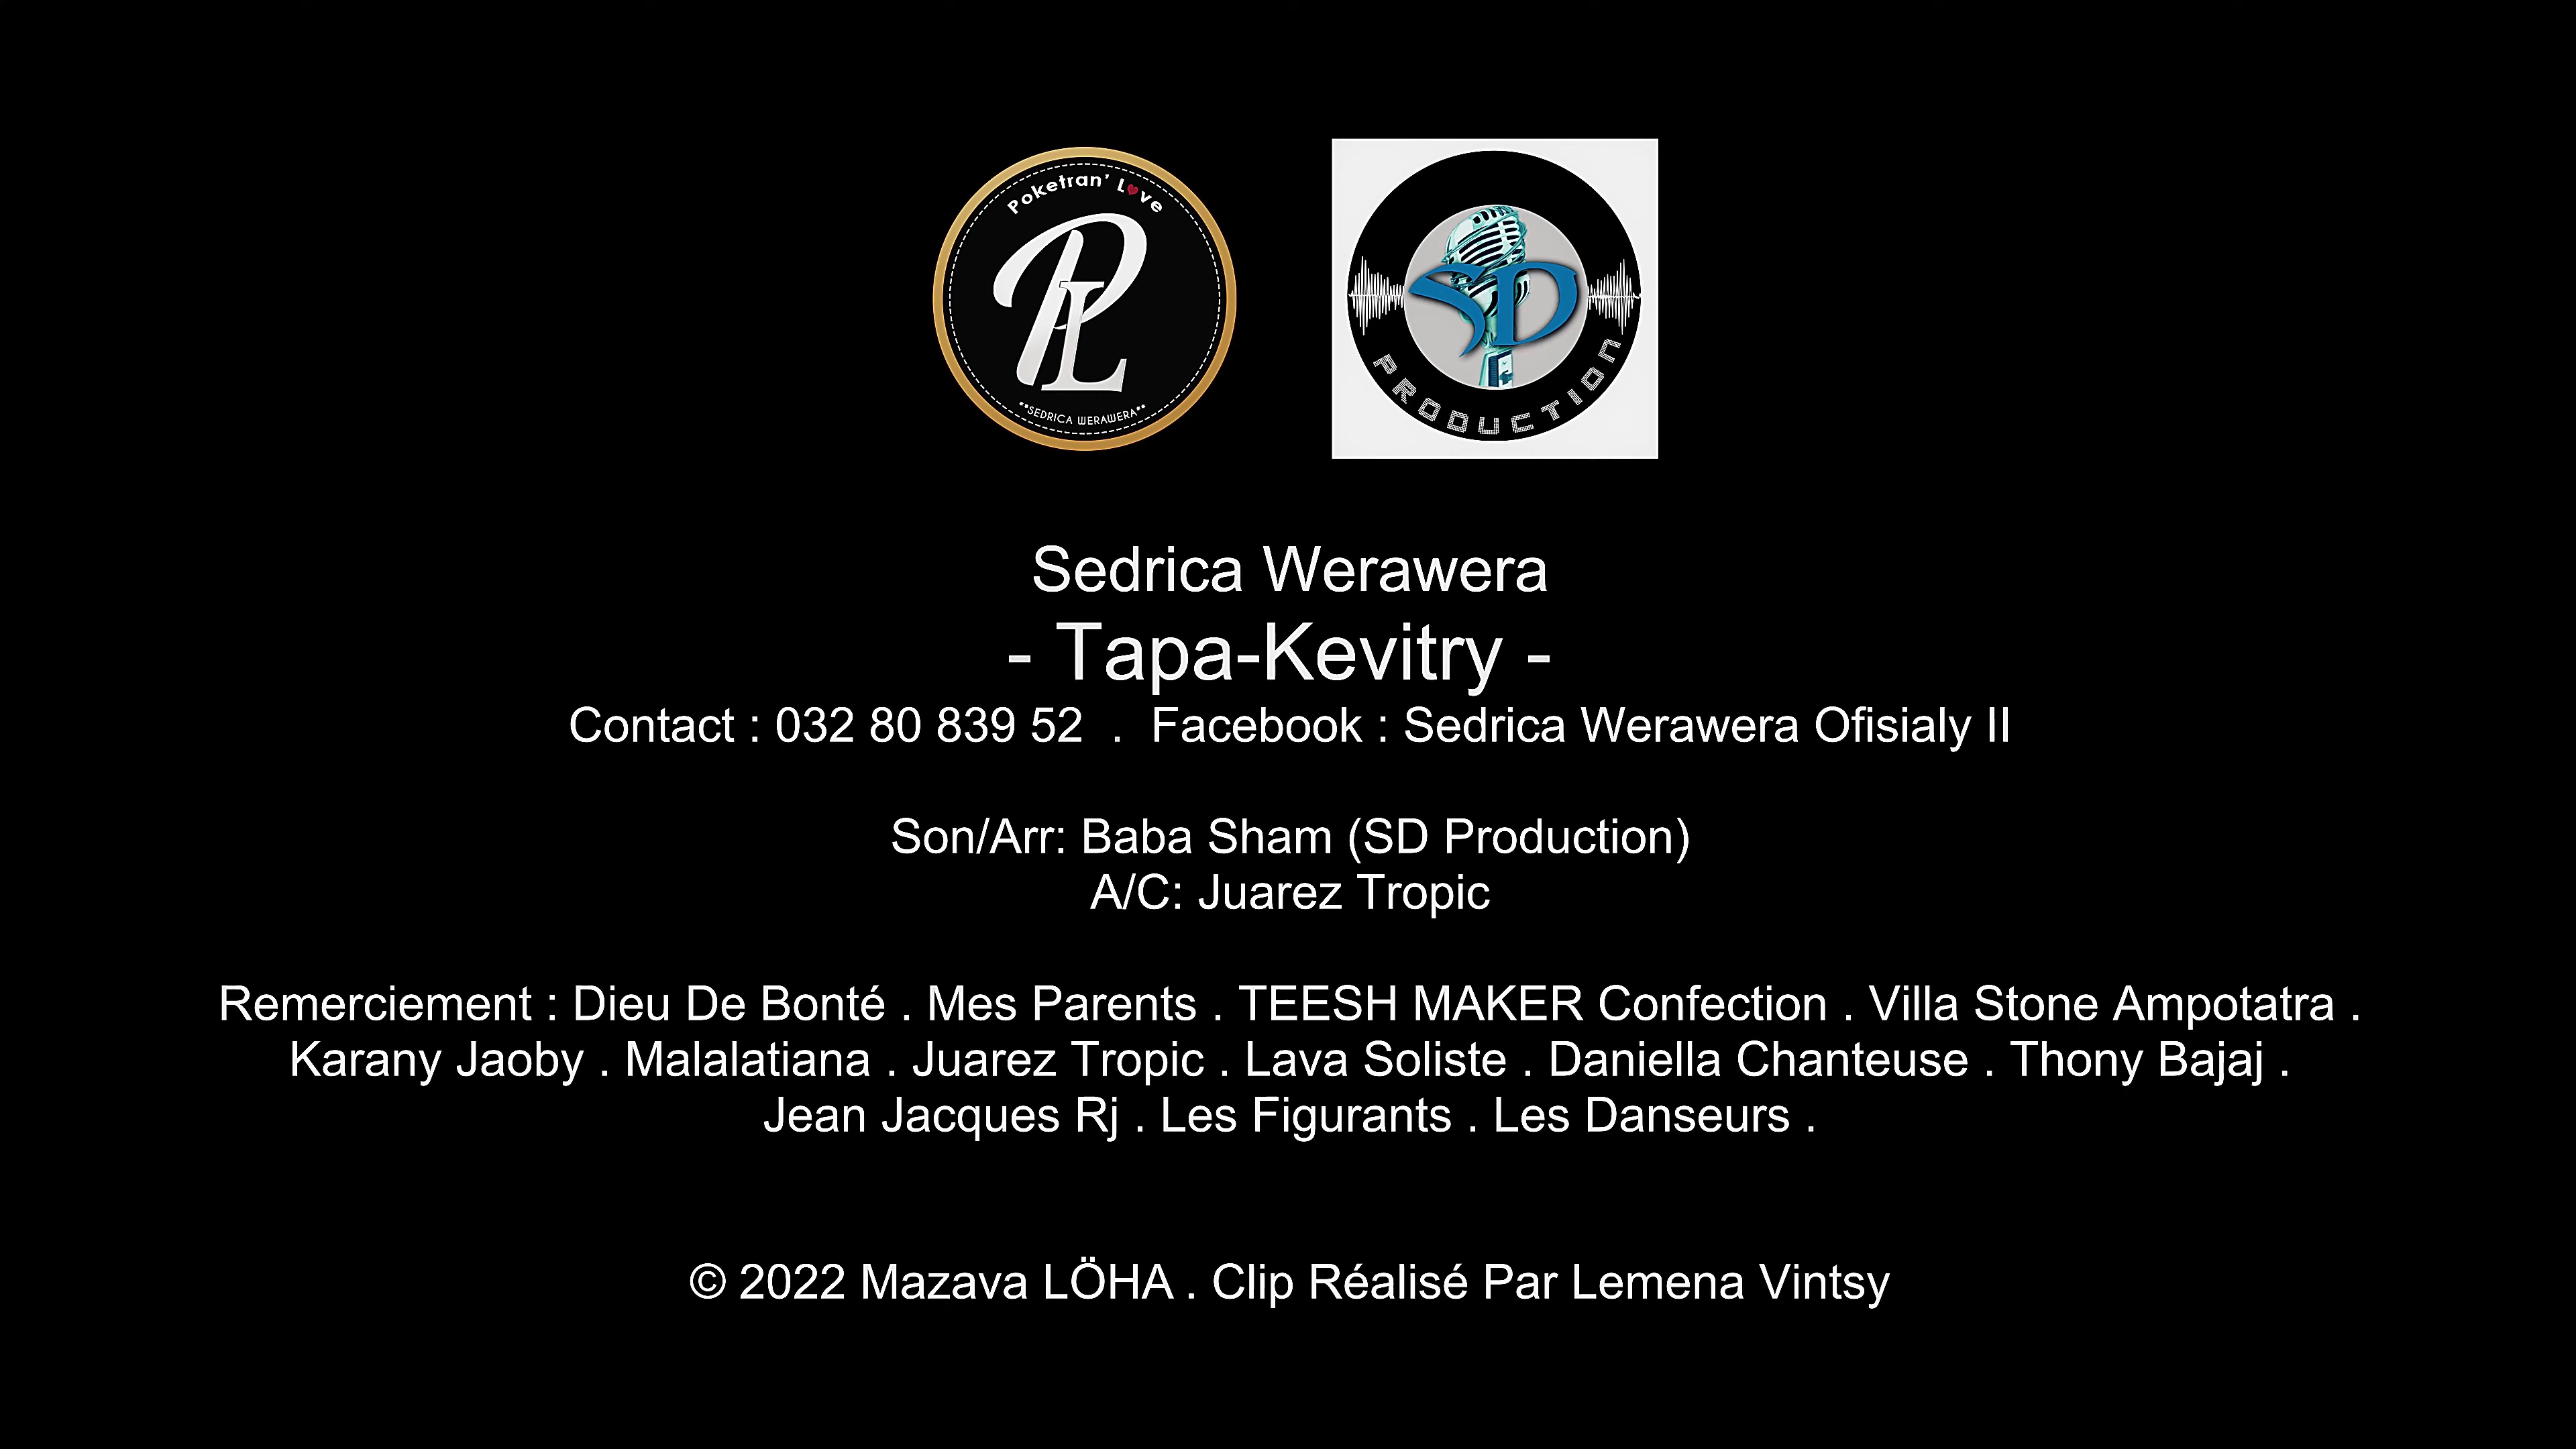 Poketran' Love
PL
**SEDRICA WERAWERA**
SD
PRODUCTION
Sedrica Werawera
- Tapa-Kevitry -
Contact : 032 80 839 52 . Facebook : Sedrica Werawera Ofisialy II
Son/Arr: Baba Sham (SD Production)
A/C: Juarez Tropic
Remerciement : Dieu De Bonté . Mes Parents . TEESH MAKER Confection . Villa Stone Ampotatra .
Karany Jaoby . Malalatiana . Juarez Tropic . Lava Soliste . Daniella Chanteuse . Thony Bajaj .
Jean Jacques Rj . Les Figurants . Les Danseurs .
© 2022 Mazava LÖHA . Clip Réalisé Par Lemena Vintsy